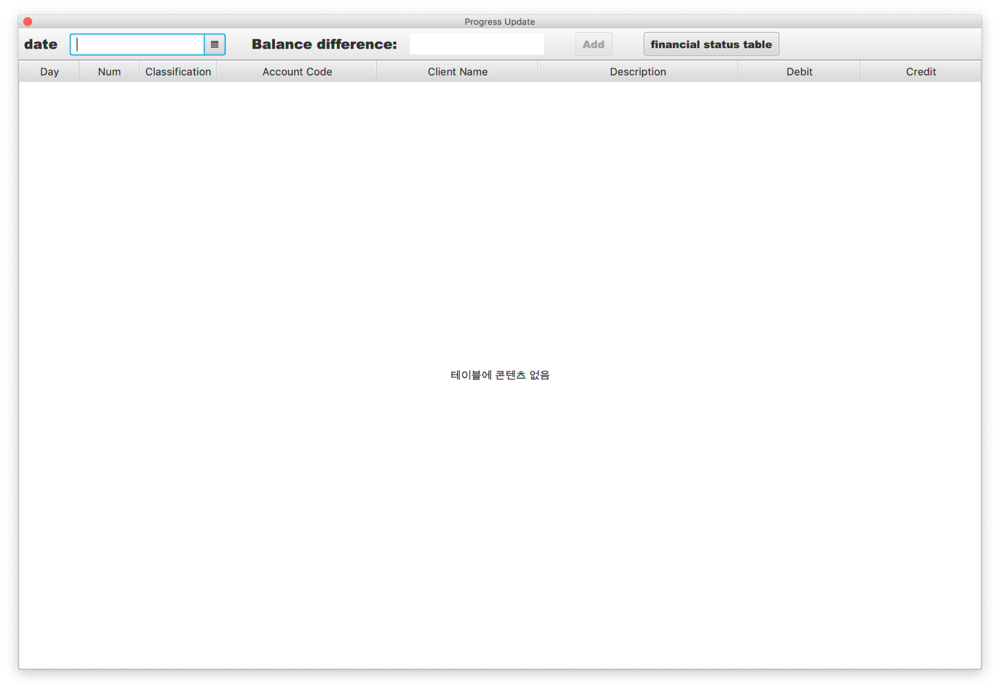 Progress Update
date Balance difference: Add financial status table
Day Num Classification Account Code Client Name Description Debit Credit
테이블에 콘텐츠 없음